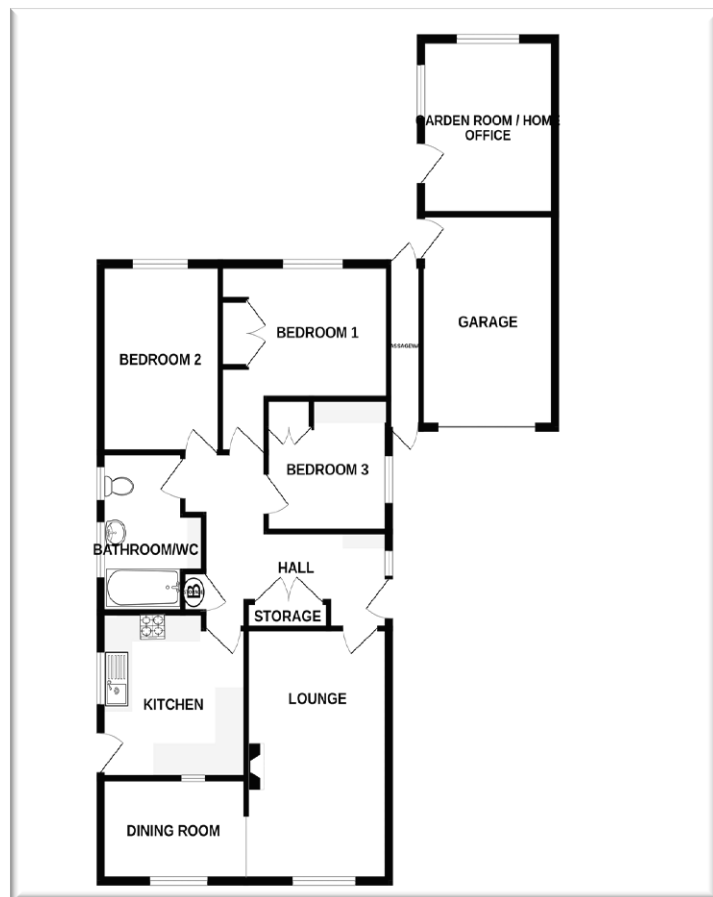 GARDEN ROOM / HOME
OFFICE
GARAGE
BEDROOM 1
BEDROOM 2
BEDROOM 3
BATHROOM/WC
HALL
B
STORAGE
LOUNGE
KITCHEN
DINING ROOM